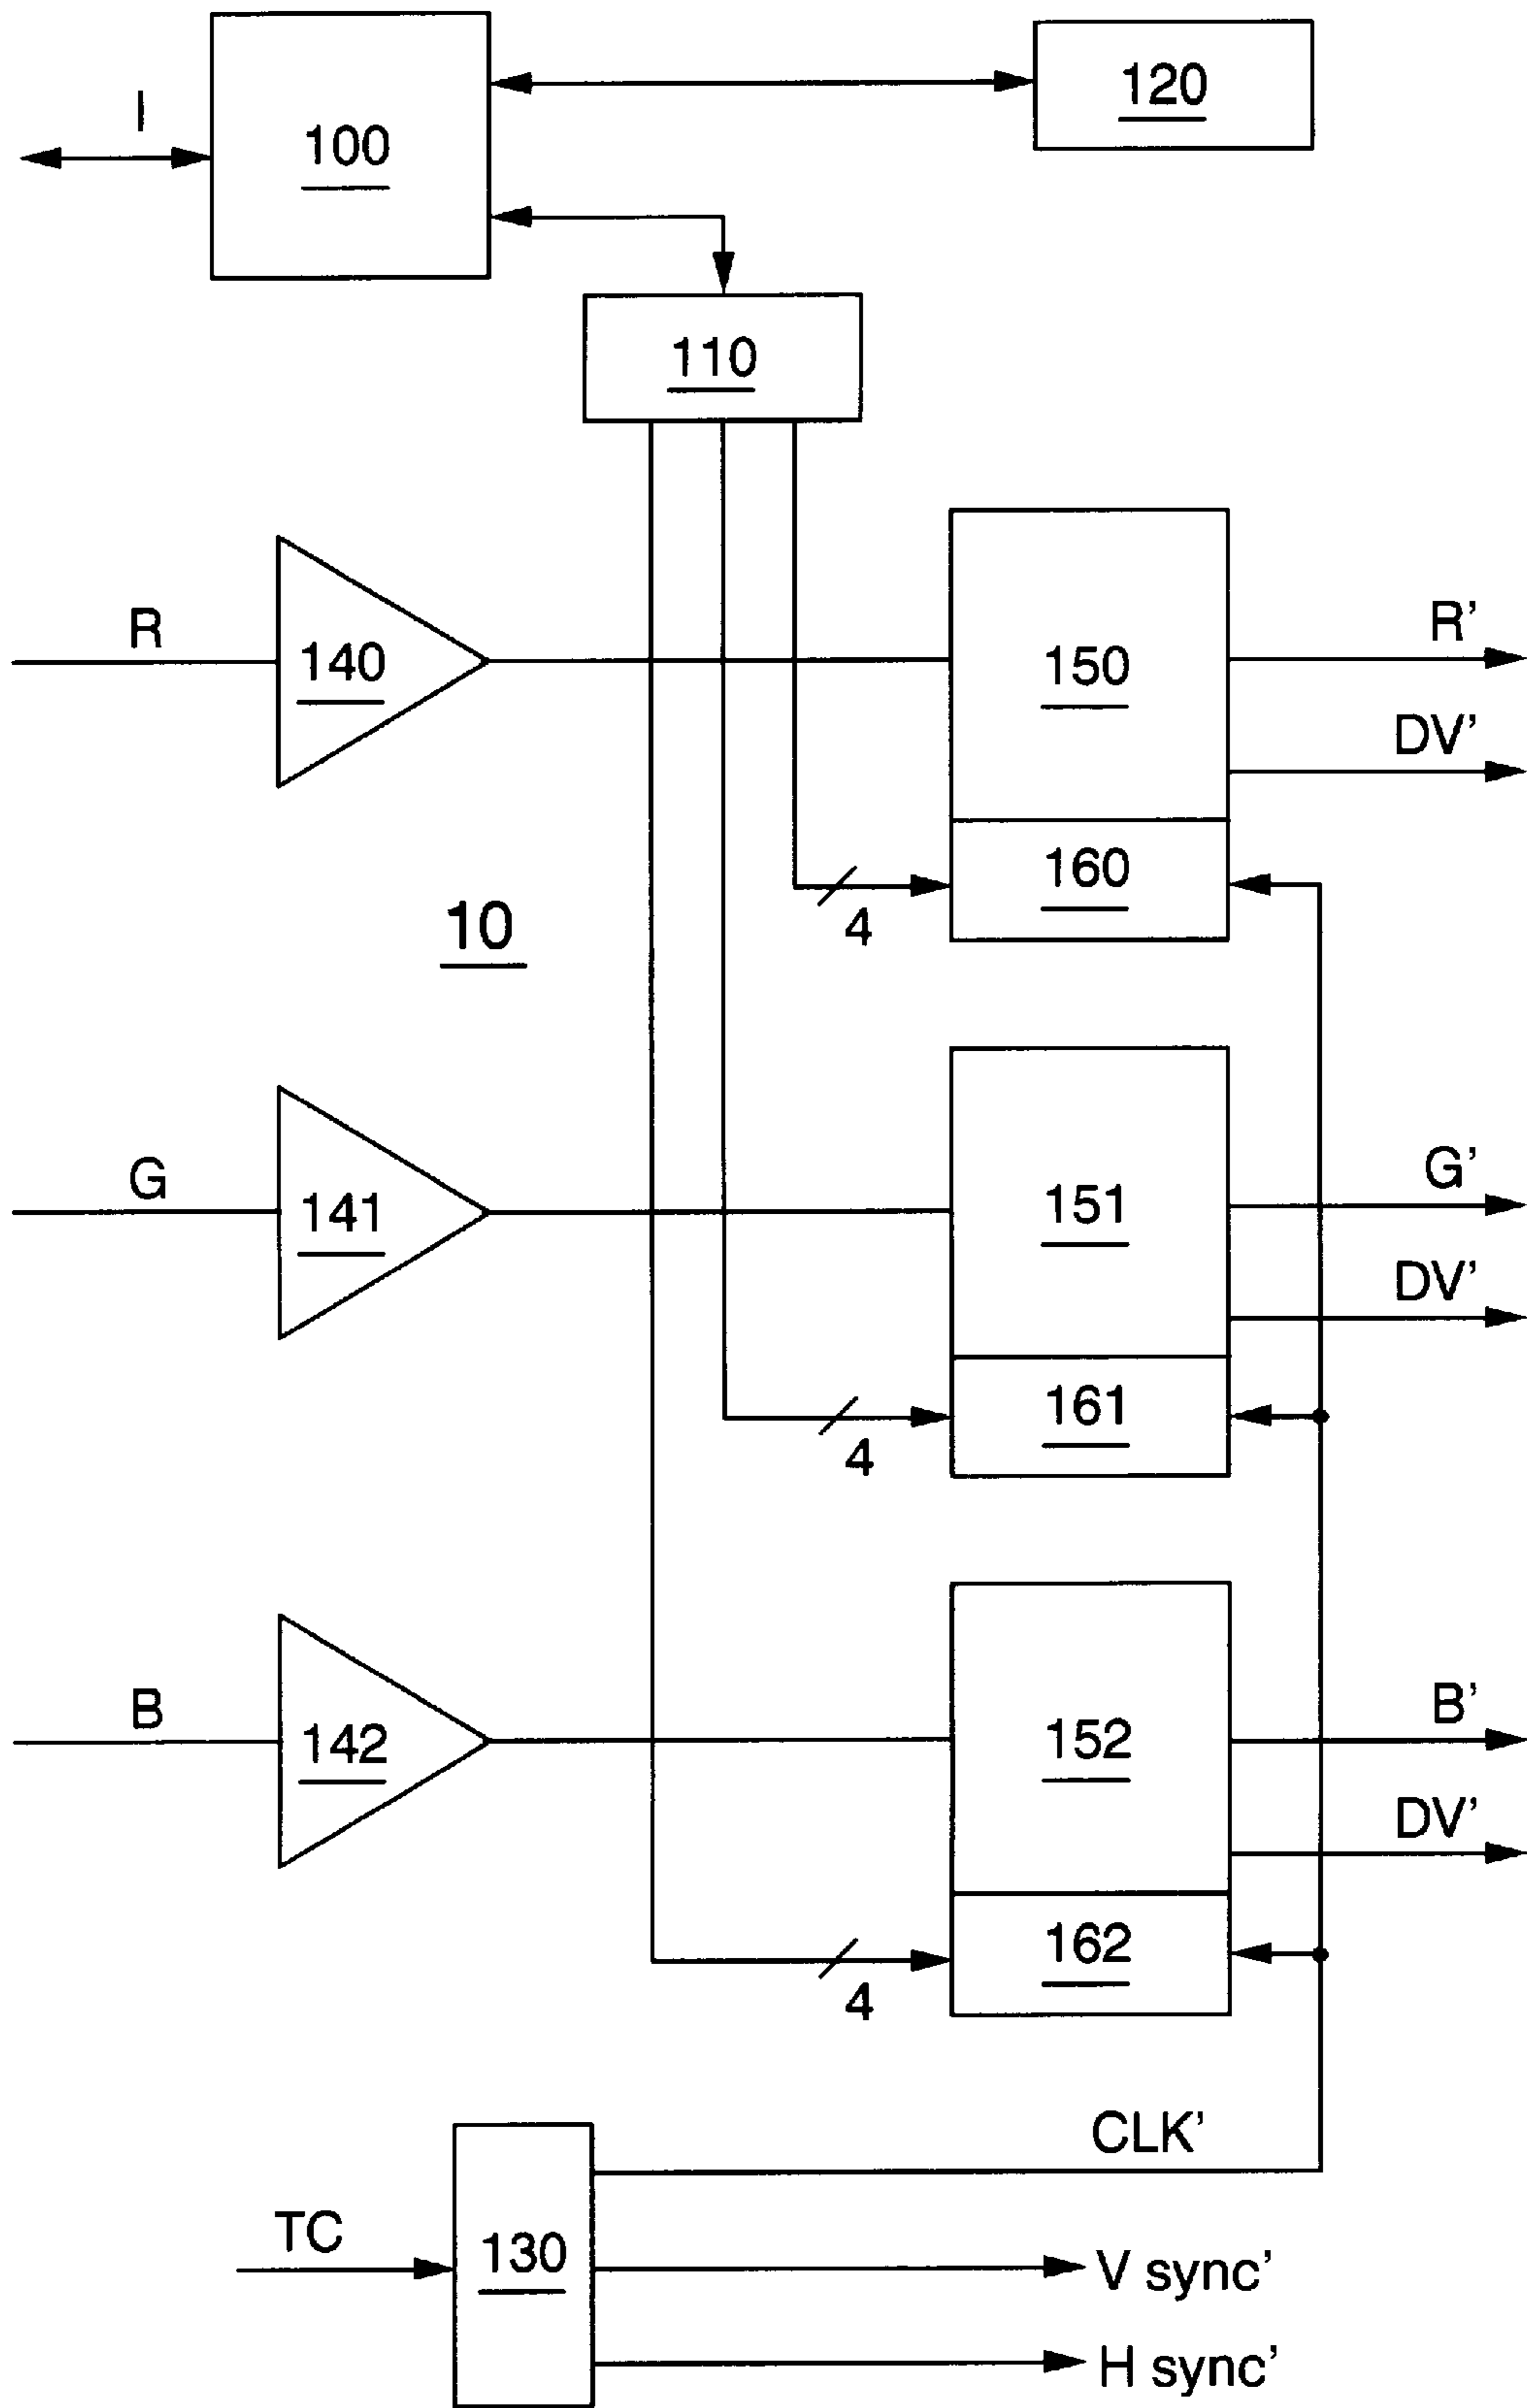 I
100
120
110
R
140
150
R’
DV’
160
4
10
G
141
151
G’
DV’
161
4
B
142
152
B’
DV’
162
4
CLK’
TC
130
V sync’
H sync’